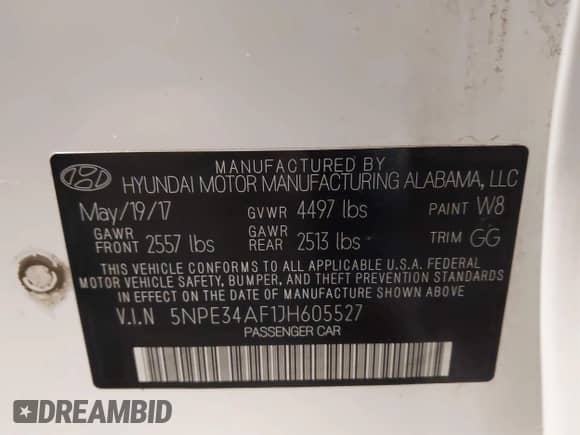 MANUFACTURED BY
HYUNDAI MOTOR MANUFACTURING ALABAMA, LLC
May/19/17 GVWR 4497 lbs PAINT W8
GAWR FRONT 2557 lbs GAWR REAR 2513 lbs TRIM GG
THIS VEHICLE CONFORMS TO ALL APPLICABLE U.S.A. FEDERAL
MOTOR VEHICLE SAFETY, BUMPER, AND THEFT PREVENTION STANDARDS
IN EFFECT ON THE DATE OF MANUFACTURE SHOWN ABOVE.
V.I.N 5NPE34AF1JH605527
PASSENGER CAR
DREAMBID